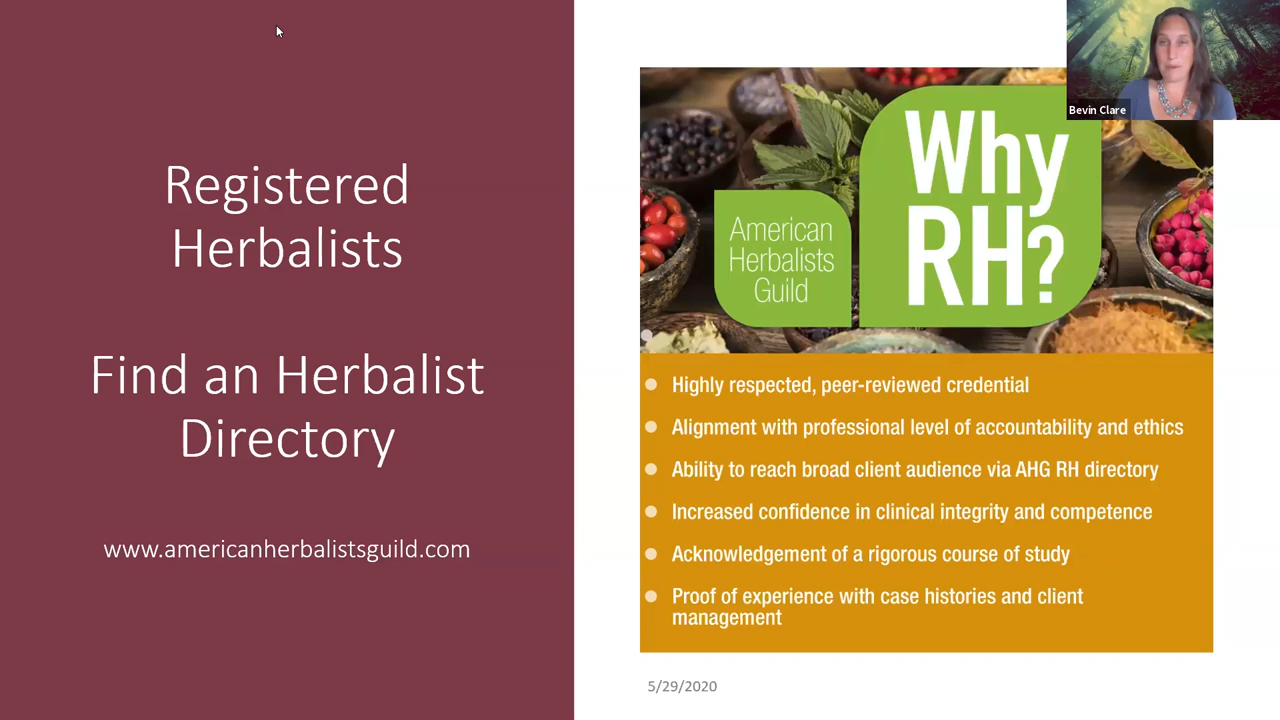 Registered
Herbalists
Find an Herbalist
Directory
www.americanherbalistsguild.com
Bevin Clare
Why
RH?
American
Herbalists
Guild
Highly respected, peer-reviewed credential
Alignment with professional level of accountability and ethics
Ability to reach broad client audience via AHG RH directory
Increased confidence in clinical integrity and competence
Acknowledgement of a rigorous course of study
Proof of experience with case histories and client
management
5/29/2020